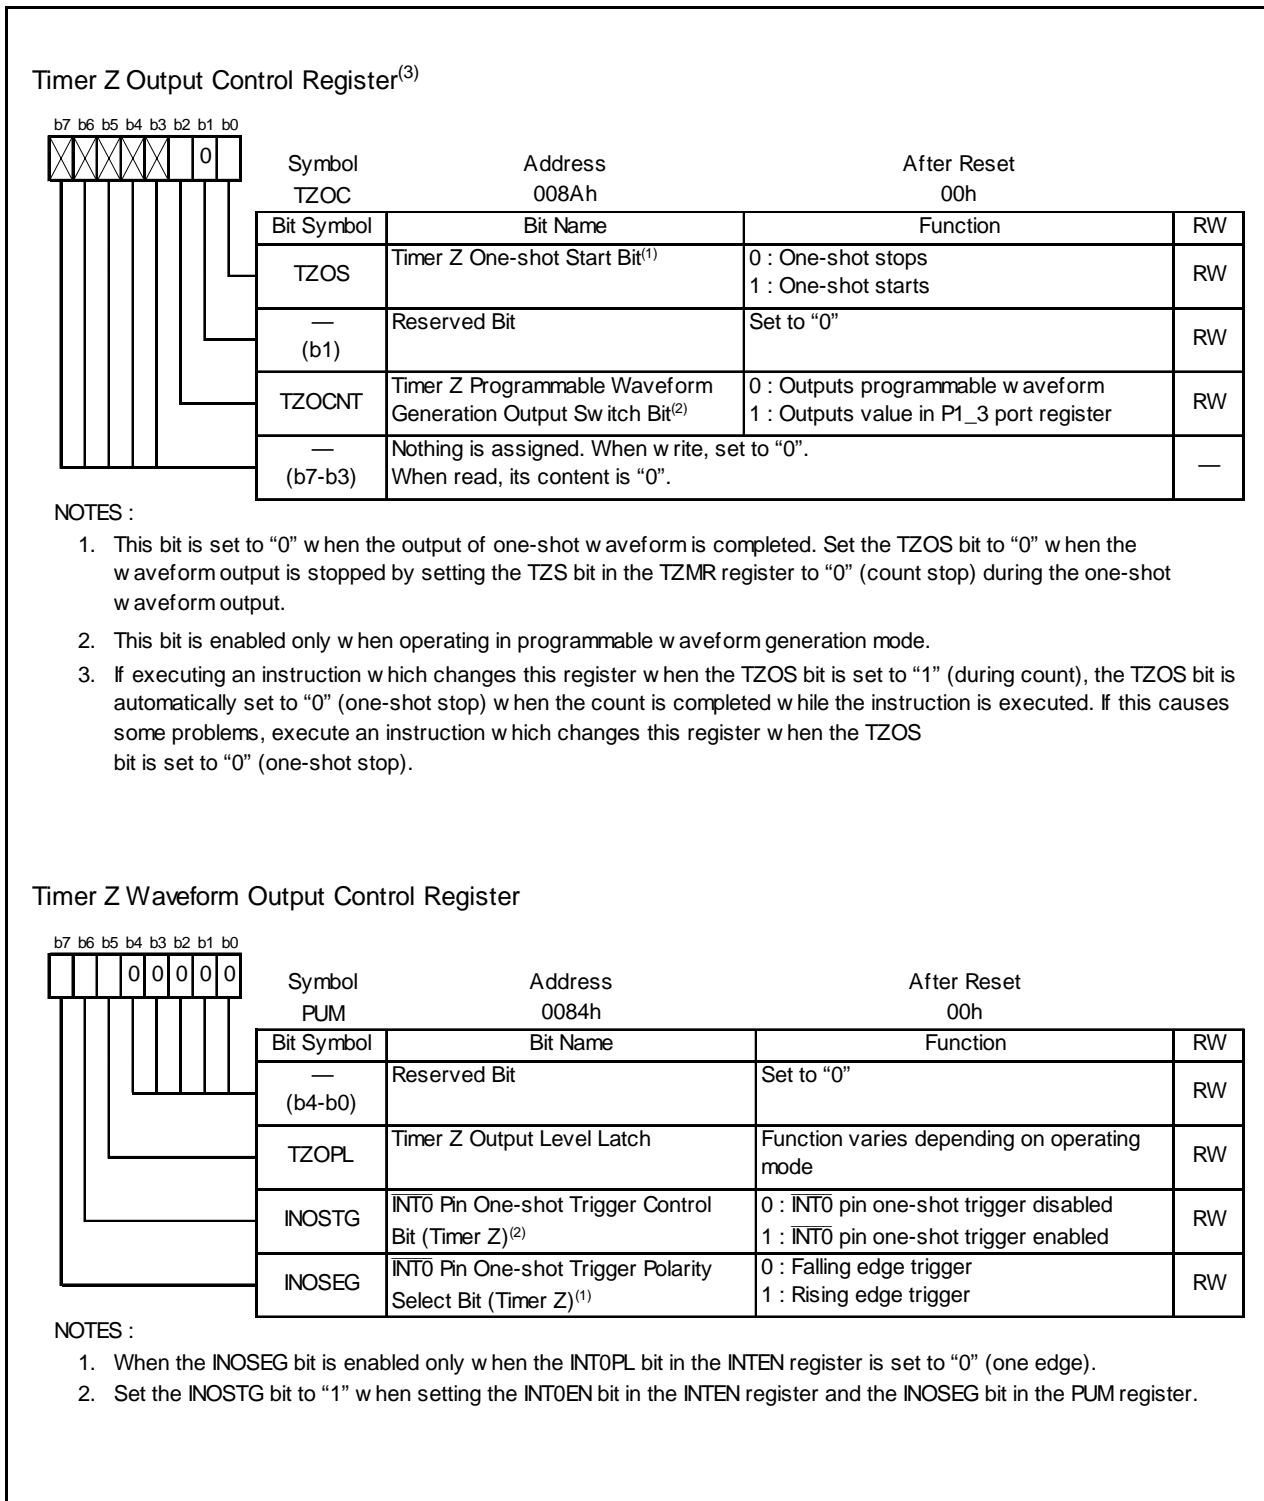 Timer Z Output Control Register(3)
b7 b6 b5 b4 b3 b2 b1 b0
0
Symbol Address After Reset
TZOC 008Ah 00h
Bit Symbol Bit Name Function RW
TZOS Timer Z One-shot Start Bit(1) 0 : One-shot stops
1 : One-shot starts RW
— (b1) Reserved Bit Set to “0” RW
TZOCNT Timer Z Programmable Waveform
Generation Output Switch Bit(2) 0 : Outputs programmable waveform
1 : Outputs value in P1_3 port register RW
— (b7-b3) Nothing is assigned. When write, set to “0”.
When read, its content is “0”. —
NOTES :
1. This bit is set to “0” when the output of one-shot waveform is completed. Set the TZOS bit to “0” when the
waveform output is stopped by setting the TZS bit in the TZMR register to “0” (count stop) during the one-shot
waveform output.
2. This bit is enabled only when operating in programmable waveform generation mode.
3. If executing an instruction which changes this register when the TZOS bit is set to “1” (during count), the TZOS bit is
automatically set to “0” (one-shot stop) when the count is completed while the instruction is executed. If this causes
some problems, execute an instruction which changes this register when the TZOS
bit is set to “0” (one-shot stop).
Timer Z Waveform Output Control Register
b7 b6 b5 b4 b3 b2 b1 b0
0 0 0 0 0
Symbol Address After Reset
PUM 0084h 00h
Bit Symbol Bit Name Function RW
— (b4-b0) Reserved Bit Set to “0” RW
TZOPL Timer Z Output Level Latch Function varies depending on operating
mode RW
INOSTG INT0 Pin One-shot Trigger Control
Bit (Timer Z)(2) 0 : INT0 pin one-shot trigger disabled
1 : INT0 pin one-shot trigger enabled RW
INOSEG INT0 Pin One-shot Trigger Polarity
Select Bit (Timer Z)(1) 0 : Falling edge trigger
1 : Rising edge trigger RW
NOTES :
1. When the INOSEG bit is enabled only when the INT0PL bit in the INTEN register is set to “0” (one edge).
2. Set the INOSTG bit to “1” when setting the INT0EN bit in the INTEN register and the INOSEG bit in the PUM register.